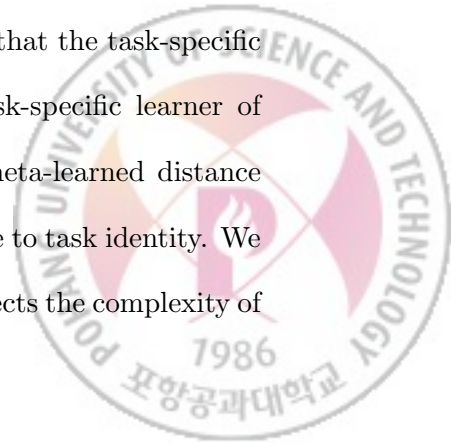 that the task-specific
sk-specific learner of
meta-learned distance
e to task identity. We
ects the complexity of
POHANG UNIVERSITY OF SCIENCE AND TECHNOLOGY
1986
포항공과대학교